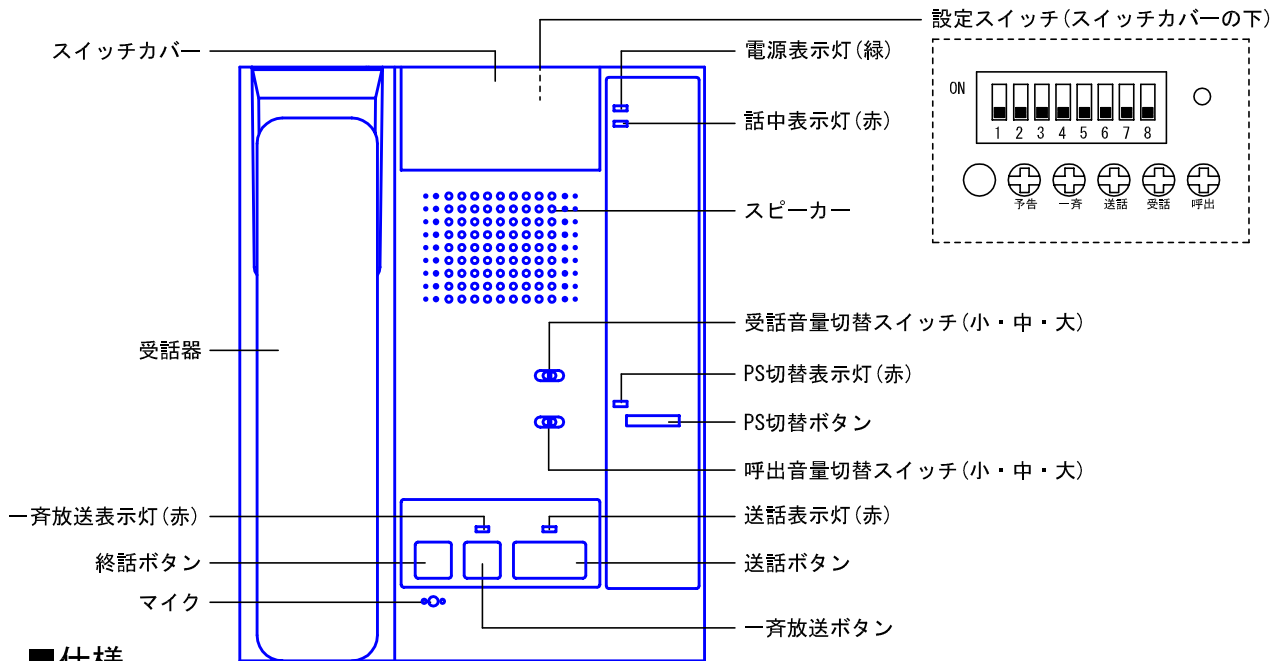 設定スイッチ(スイッチカバーの下)
スイッチカバー
電源表示灯(緑)
ON
話中表示灯(赤)
1 2 3 4 5 6 7 8
予告 一斉 送話 受話 呼出
スピーカー
受話音量切替スイッチ(小・中・大)
受話器
PS切替表示灯(赤)
PS切替ボタン
呼出音量切替スイッチ(小・中・大)
一斉放送表示灯(赤)
送話表示灯(赤)
終話ボタン
送話ボタン
マイク
一斉放送ボタン
■仕様